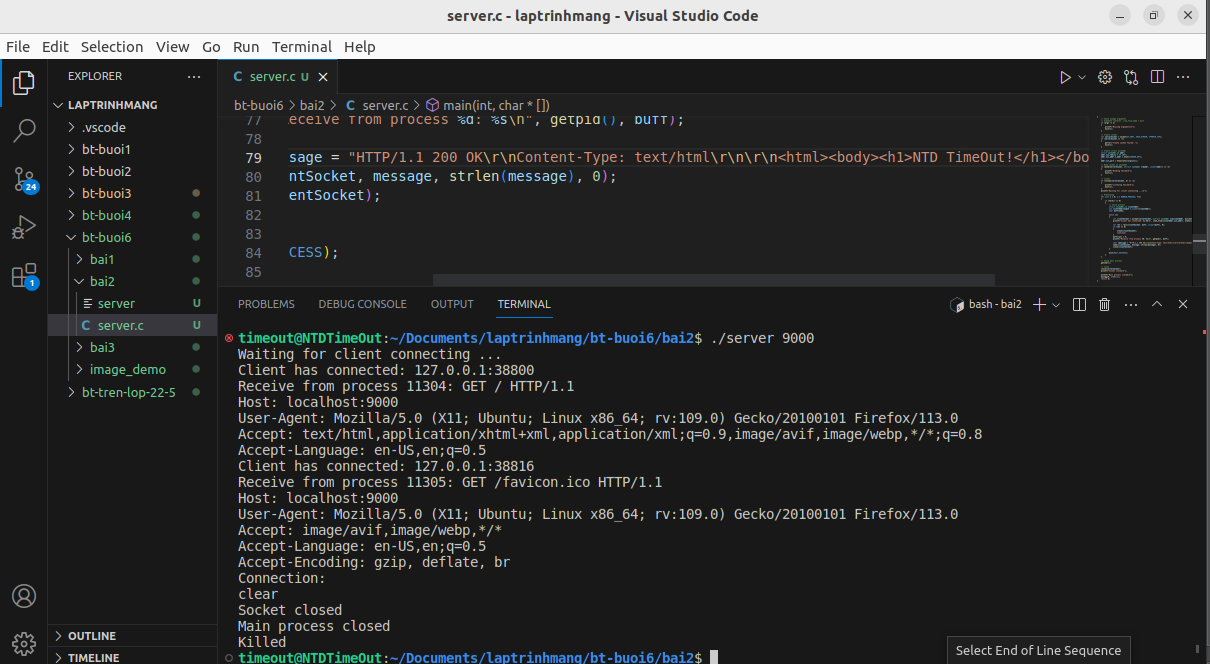 server.c - laptrinhmang - Visual Studio Code
File Edit Selection View Go Run Terminal Help
EXPLORER
LAPTRINHMANG
.vscode
bt-buoi1
bt-buoi2
bt-buoi3
bt-buoi4
bt-buoi6
bai1
bai2
server U
C server.c U
bai3
image_demo
bt-tren-lop-22-5
OUTLINE
TIMELINE
24
1
C server.c U
bt-buoi6 > bai2 > C server.c > main(int, char * [])
77 eceive from process %d: %s\n", getpid(), buff);
78
79 sage = "HTTP/1.1 200 OK\r\nContent-Type: text/html\r\n\r\n<html><body><h1>NTD TimeOut!</h1></bo
80 ntSocket, message, strlen(message), 0);
81 entSocket);
82
83
84 CESS);
85
PROBLEMS DEBUG CONSOLE OUTPUT TERMINAL bash - bai2
timeout@NTDTimeOut:~/Documents/laptrinhmang/bt-buoi6/bai2$ ./server 9000
Waiting for client connecting ...
Client has connected: 127.0.0.1:38800
Receive from process 11304: GET / HTTP/1.1
Host: localhost:9000
User-Agent: Mozilla/5.0 (X11; Ubuntu; Linux x86_64; rv:109.0) Gecko/20100101 Firefox/113.0
Accept: text/html,application/xhtml+xml,application/xml;q=0.9,image/avif,image/webp,*/*;q=0.8
Accept-Language: en-US,en;q=0.5
Client has connected: 127.0.0.1:38816
Receive from process 11305: GET /favicon.ico HTTP/1.1
Host: localhost:9000
User-Agent: Mozilla/5.0 (X11; Ubuntu; Linux x86_64; rv:109.0) Gecko/20100101 Firefox/113.0
Accept: image/avif,image/webp,*/*
Accept-Language: en-US,en;q=0.5
Accept-Encoding: gzip, deflate, br
Connection:
clear
Socket closed
Main process closed
Killed
timeout@NTDTimeOut:~/Documents/laptrinhmang/bt-buoi6/bai2$
Select End of Line Sequence